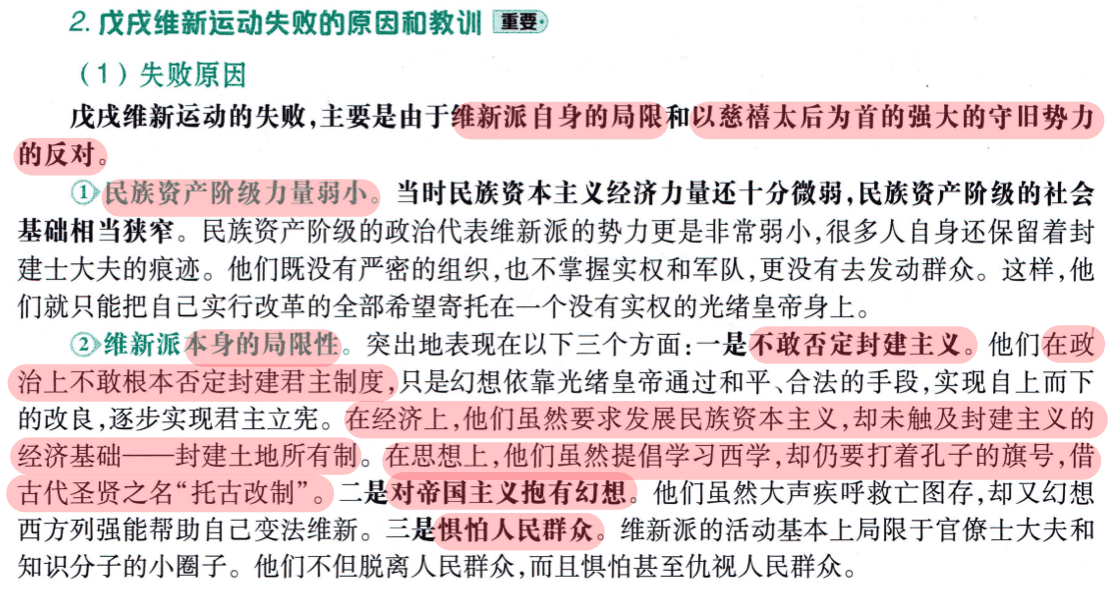 2. 戊戌维新运动失败的原因和教训 重要
（1）失败原因
戊戌维新运动的失败,主要是由于维新派自身的局限和以慈禧太后为首的强大的守旧势力
的反对。
①民族资产阶级力量弱小。当时民族资本主义经济力量还十分微弱,民族资产阶级的社会
基础相当狭窄。民族资产阶级的政治代表维新派的势力更是非常弱小,很多人自身还保留着封
建士大夫的痕迹。他们既没有严密的组织,也不掌握实权和军队,更没有去发动群众。这样,他
们就只能把自己实行改革的全部希望寄托在一个没有实权的光绪皇帝身上。
②维新派本身的局限性。突出地表现在以下三个方面:一是不敢否定封建主义。他们在政
治上不敢根本否定封建君主制度,只是幻想依靠光绪皇帝通过和平、合法的手段,实现自上而下
的改良,逐步实现君主立宪。在经济上,他们虽然要求发展民族资本主义,却未触及封建主义的
经济基础——封建土地所有制。在思想上,他们虽然提倡学习西学,却仍要打着孔子的旗号,借
古代圣贤之名“托古改制”。二是对帝国主义抱有幻想。他们虽然大声疾呼救亡图存,却又幻想
西方列强能帮助自己变法维新。三是惧怕人民群众。维新派的活动基本上局限于官僚士大夫和
知识分子的小圈子。他们不但脱离人民群众,而且惧怕甚至仇视人民群众。